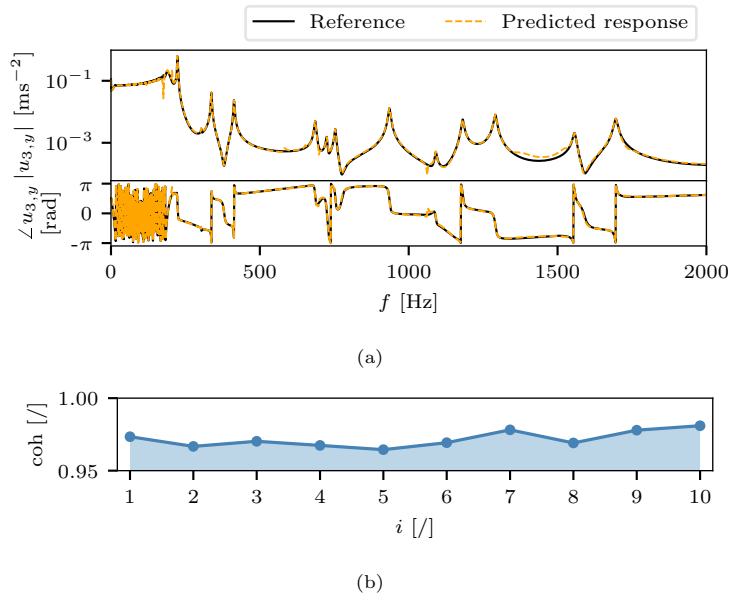 Reference Predicted response
|u₃,ᵧ| [ms⁻²]
10⁻¹
10⁻³
∠u₃,ᵧ
[rad]
π
0
-π
0 500 1000 1500 2000
f [Hz]
(a)
coh [/]
1.00
0.95
1 2 3 4 5 6 7 8 9 10
i [/]
(b)